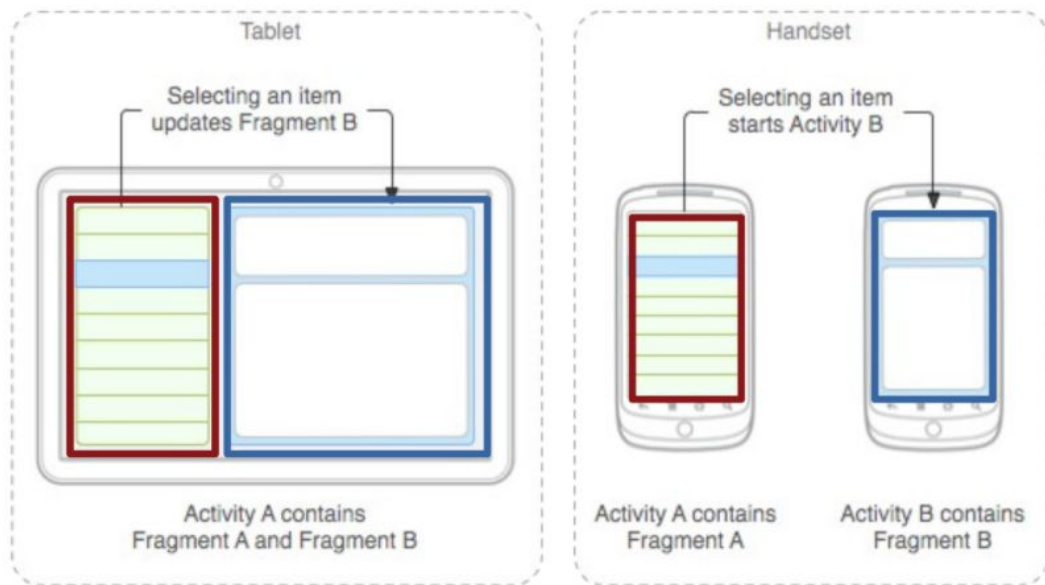 Tablet
Selecting an item
updates Fragment B
Activity A contains
Fragment A and Fragment B
Handset
Selecting an item
starts Activity B
Activity A contains
Fragment A
Activity B contains
Fragment B